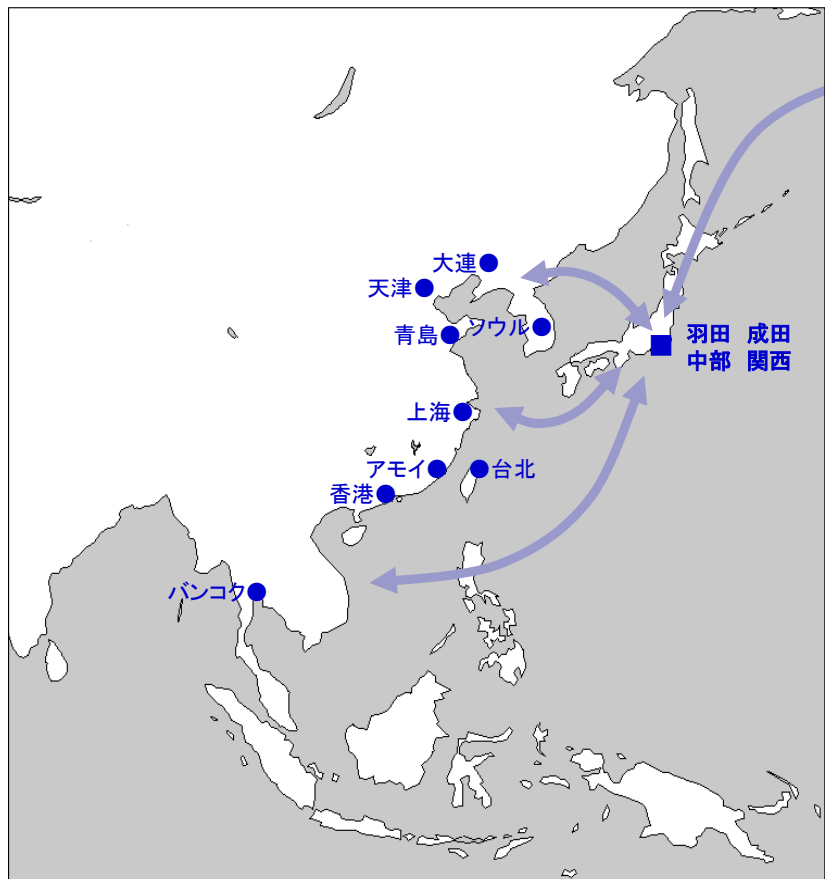 大連
天津
ソウル
青島
羽田 成田
中部 関西
上海
アモイ
台北
香港
バンコク